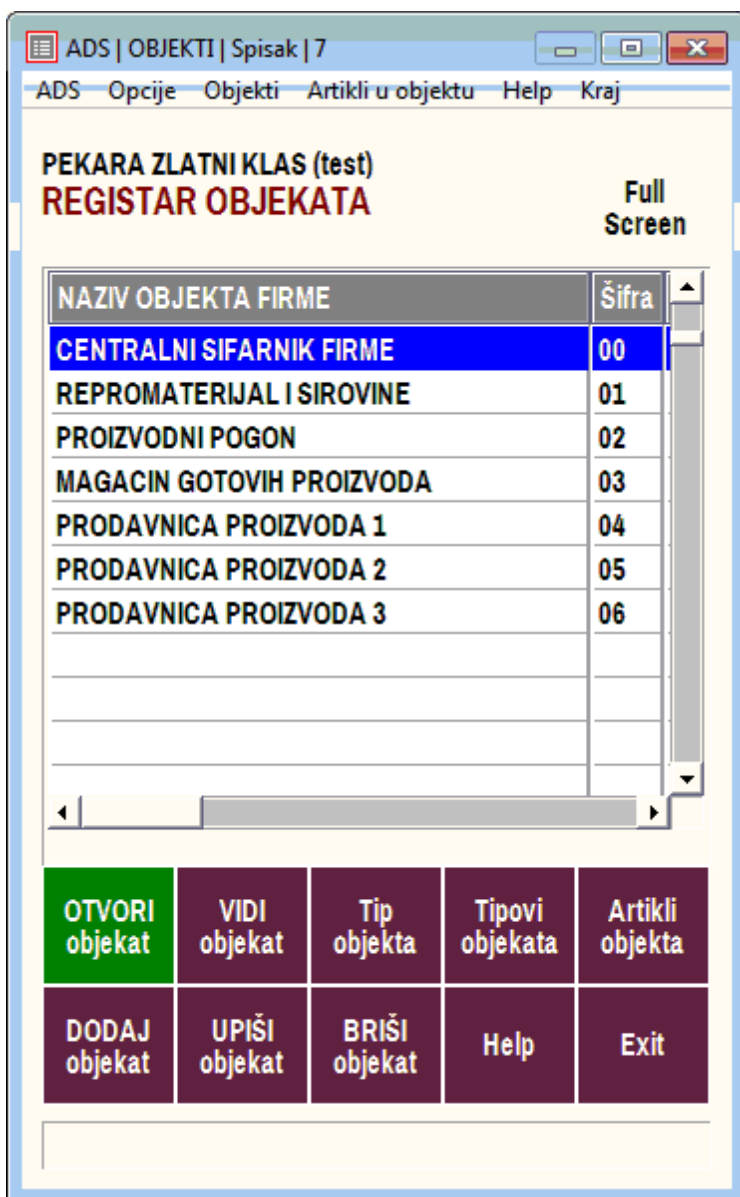 ADS | OBJEKTI | Spisak | 7
ADS Opcije Objekti Artikli u objektu Help Kraj
PEKARA ZLATNI KLAS (test)
REGISTAR OBJEKATA
Full
Screen
NAZIV OBJEKTA FIRME Šifra
CENTRALNI SIFARNIK FIRME 00
REPROMATERIJAL I SIROVINE 01
PROIZVODNI POGON 02
MAGACIN GOTOVIH PROIZVODA 03
PRODAVNICA PROIZVODA 1 04
PRODAVNICA PROIZVODA 2 05
PRODAVNICA PROIZVODA 3 06
OTVORI objekat
VIDI objekat
Tip objekta
Tipovi objekata
Artikli objekta
DODAJ objekat
UPIŠI objekat
BRIŠI objekat
Help
Exit